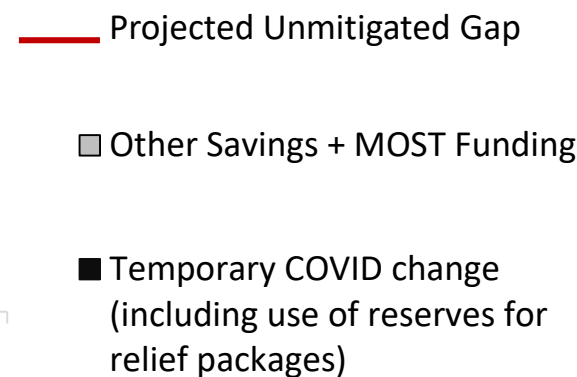 Projected Unmitigated Gap
Other Savings + MOST Funding
Temporary COVID change
(including use of reserves for
relief packages)